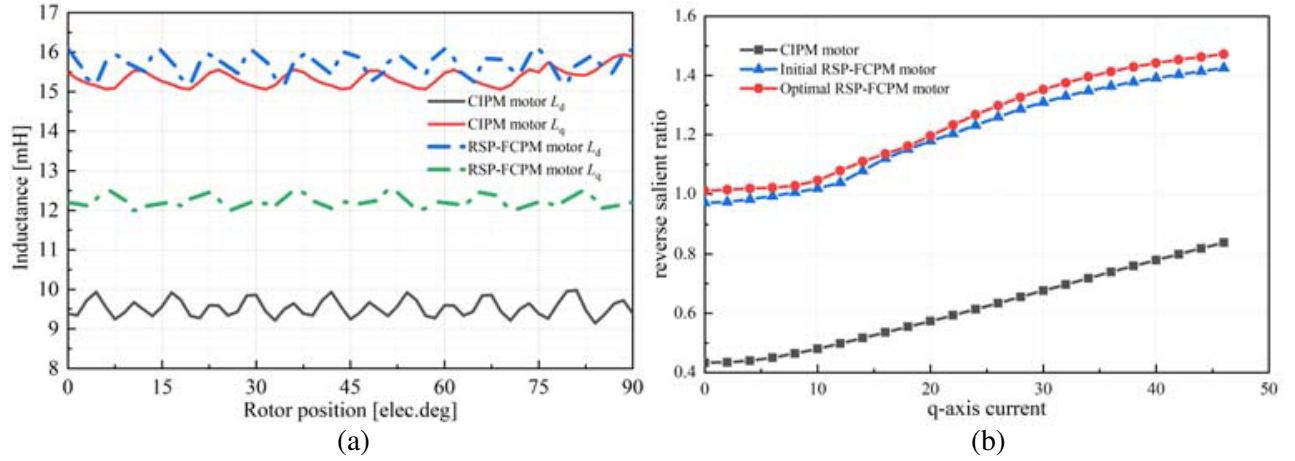 17
16
15
14
13
12
11
10
9
8
Inductance [mH]
CIPM motor Ld
CIPM motor Lq
RSP-FCPM motor Ld
RSP-FCPM motor Lq
0 15 30 45 60 75 90
Rotor position [elec.deg]
(a)
1.6
1.4
1.2
1.0
0.8
0.6
0.4
reverse salient ratio
CIPM motor
Initial RSP-FCPM motor
Optimal RSP-FCPM motor
0 10 20 30 40 50
q-axis current
(b)